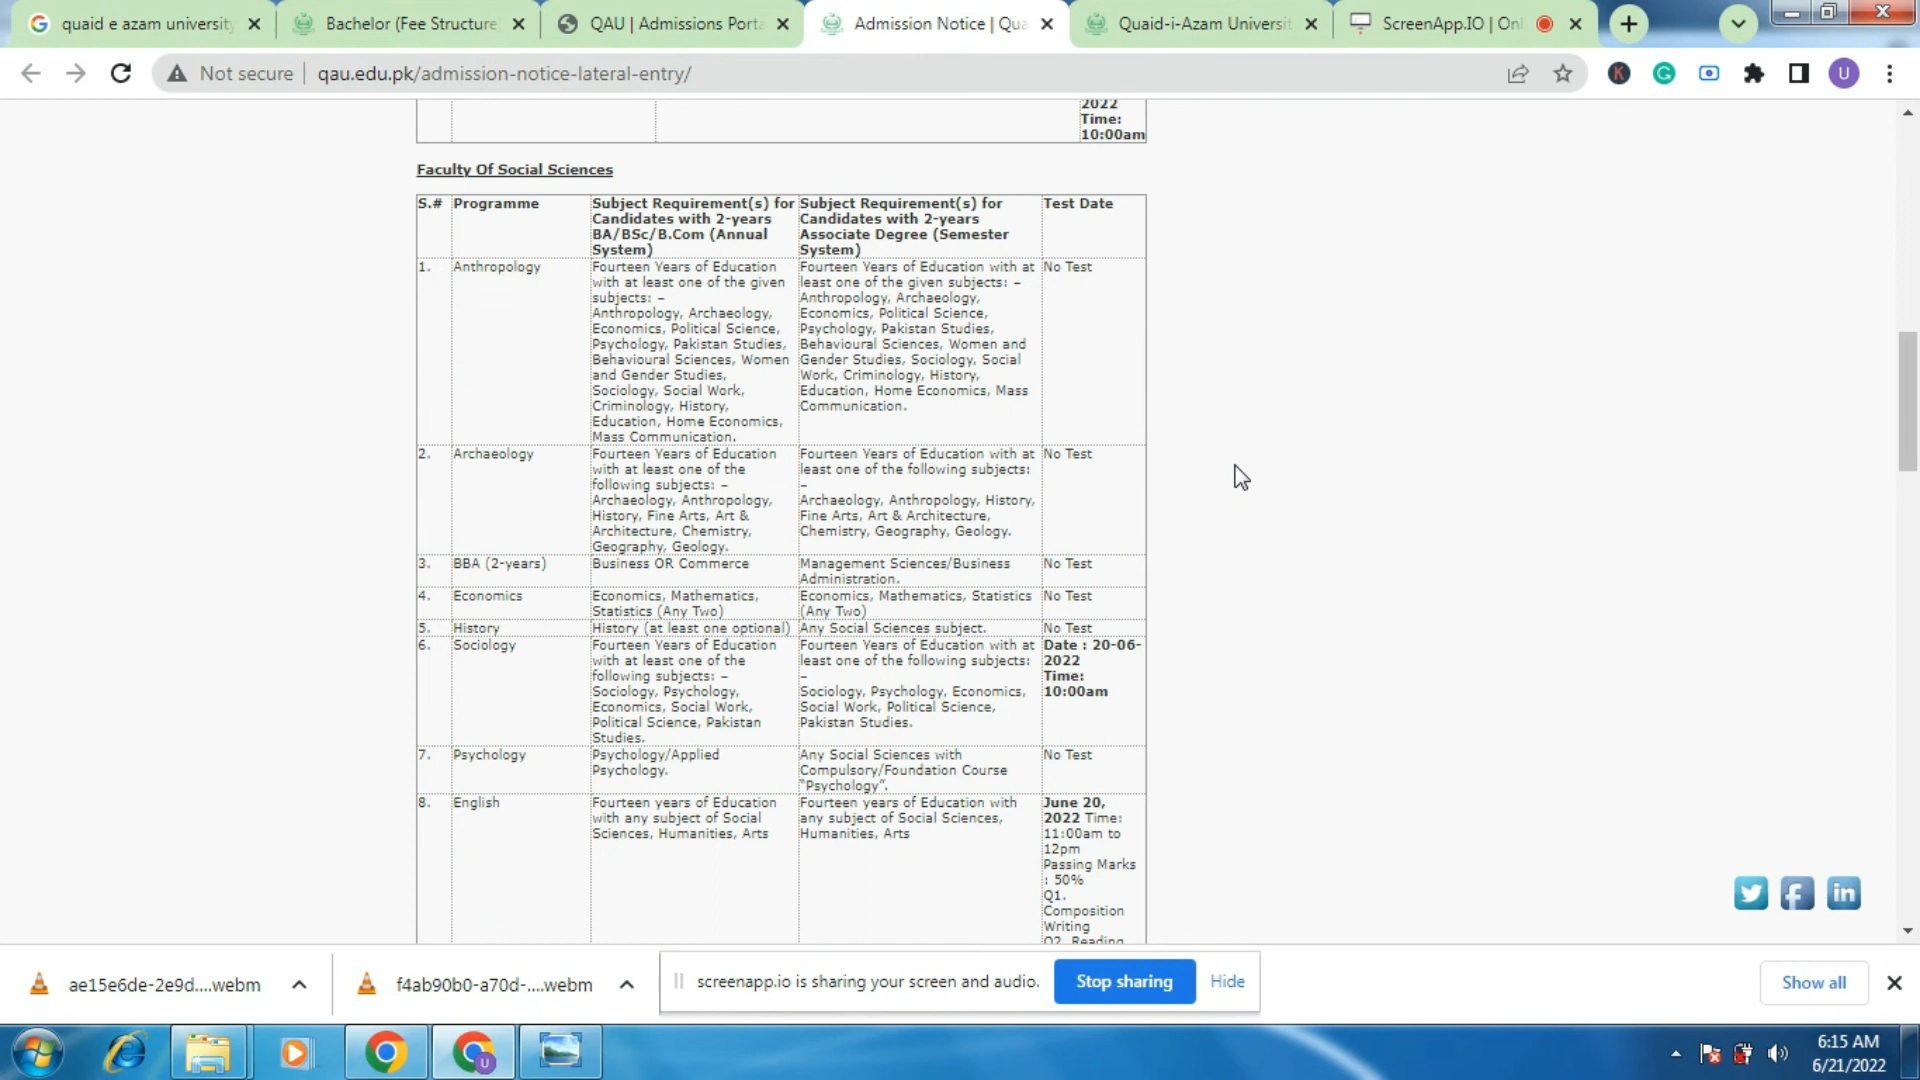 quaid e azam university
Bachelor (Fee Structure
QAU | Admissions Porta
Admission Notice | Qua
Quaid-i-Azam Universit
ScreenApp.IO | Onl
Not secure
qau.edu.pk/admission-notice-lateral-entry/
U
2022
Time:
10:00am
Faculty Of Social Sciences
S.# Programme
Subject Requirement(s) for
Candidates with 2-years
BA/BSc/B.Com (Annual
System)
Subject Requirement(s) for
Candidates with 2-years
Associate Degree (Semester
System)
Test Date
1. Anthropology
Fourteen Years of Education
with at least one of the given
subjects: –
Anthropology, Archaeology,
Economics, Political Science,
Psychology, Pakistan Studies,
Behavioural Sciences, Women
and Gender Studies,
Sociology, Social Work,
Criminology, History,
Education, Home Economics,
Mass Communication.
Fourteen Years of Education with at
least one of the given subjects: –
Anthropology, Archaeology,
Economics, Political Science,
Psychology, Pakistan Studies,
Behavioural Sciences, Women and
Gender Studies, Sociology, Social
Work, Criminology, History,
Education, Home Economics, Mass
Communication.
No Test
2. Archaeology
Fourteen Years of Education
with at least one of the
following subjects: –
Archaeology, Anthropology,
History, Fine Arts, Art &
Architecture, Chemistry,
Geography, Geology.
Fourteen Years of Education with at
least one of the following subjects:
–
Archaeology, Anthropology, History,
Fine Arts, Art & Architecture,
Chemistry, Geography, Geology.
No Test
3. BBA (2-years)
Business OR Commerce
Management Sciences/Business
Administration.
No Test
4. Economics
Economics, Mathematics,
Statistics (Any Two)
Economics, Mathematics, Statistics
(Any Two)
No Test
5. History
History (at least one optional)
Any Social Sciences subject.
No Test
6. Sociology
Fourteen Years of Education
with at least one of the
following subjects: –
Sociology, Psychology,
Economics, Social Work,
Political Science, Pakistan
Studies.
Fourteen Years of Education with at
least one of the following subjects:
–
Sociology, Psychology, Economics,
Social Work, Political Science,
Pakistan Studies.
Date : 20-06-
2022
Time:
10:00am
7. Psychology
Psychology/Applied
Psychology.
Any Social Sciences with
Compulsory/Foundation Course
“Psychology”.
No Test
8. English
Fourteen years of Education
with any subject of Social
Sciences, Humanities, Arts
Fourteen years of Education with
any subject of Social Sciences,
Humanities, Arts
June 20,
2022 Time:
11:00am to
12pm
Passing Marks
: 50%
Q1.
Composition
Writing
Q2. Reading
ae15e6de-2e9d....webm
f4ab90b0-a70d-....webm
screenapp.io is sharing your screen and audio.
Stop sharing
Hide
Show all
6:15 AM
6/21/2022